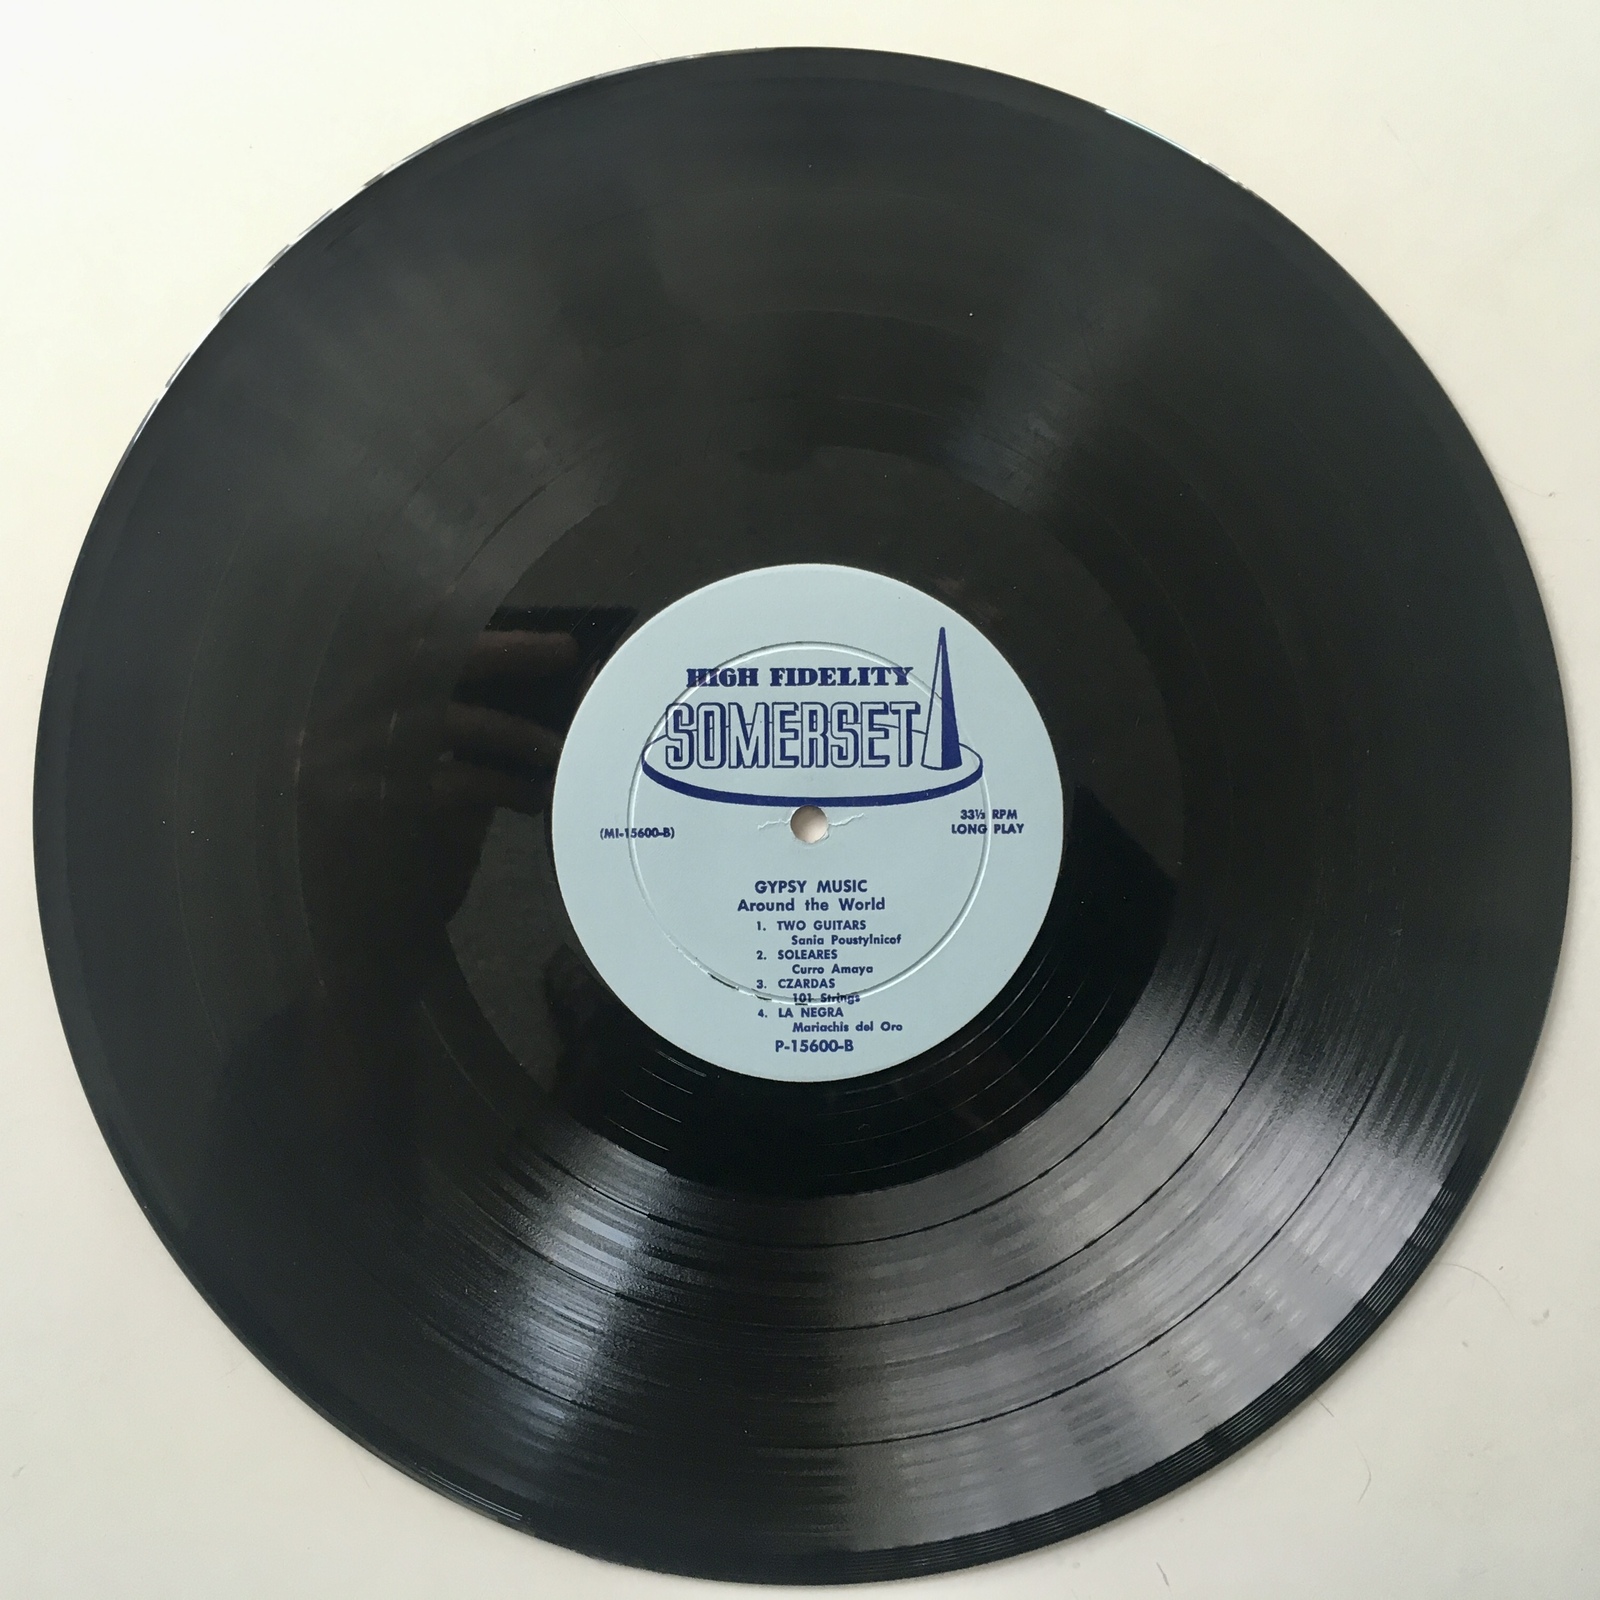 HIGH FIDELITY
SOMERSET
(MI-15600-B)
33⅓ RPM
LONG PLAY
GYPSY MUSIC
Around the World
1. TWO GUITARS
Sania Poustylnicof
2. SOLEARES
Curro Amaya
3. CZARDAS
101 Strings
4. LA NEGRA
Mariachis del Oro
P-15600-B